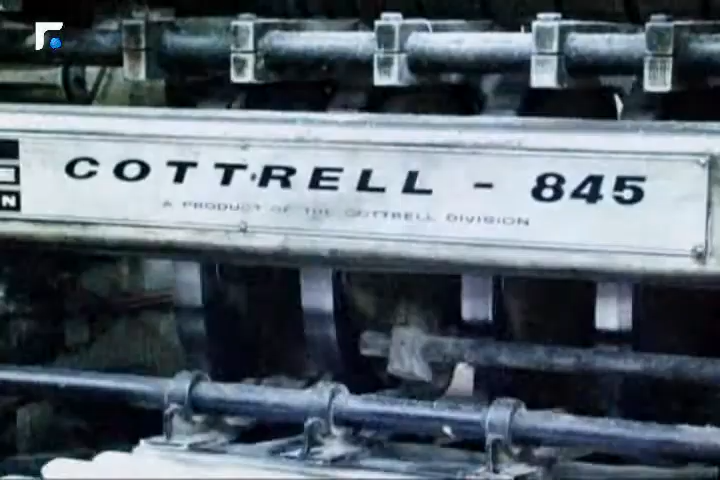 COTTRELL - 845
A PRODUCT OF THE COTTRELL DIVISION
N